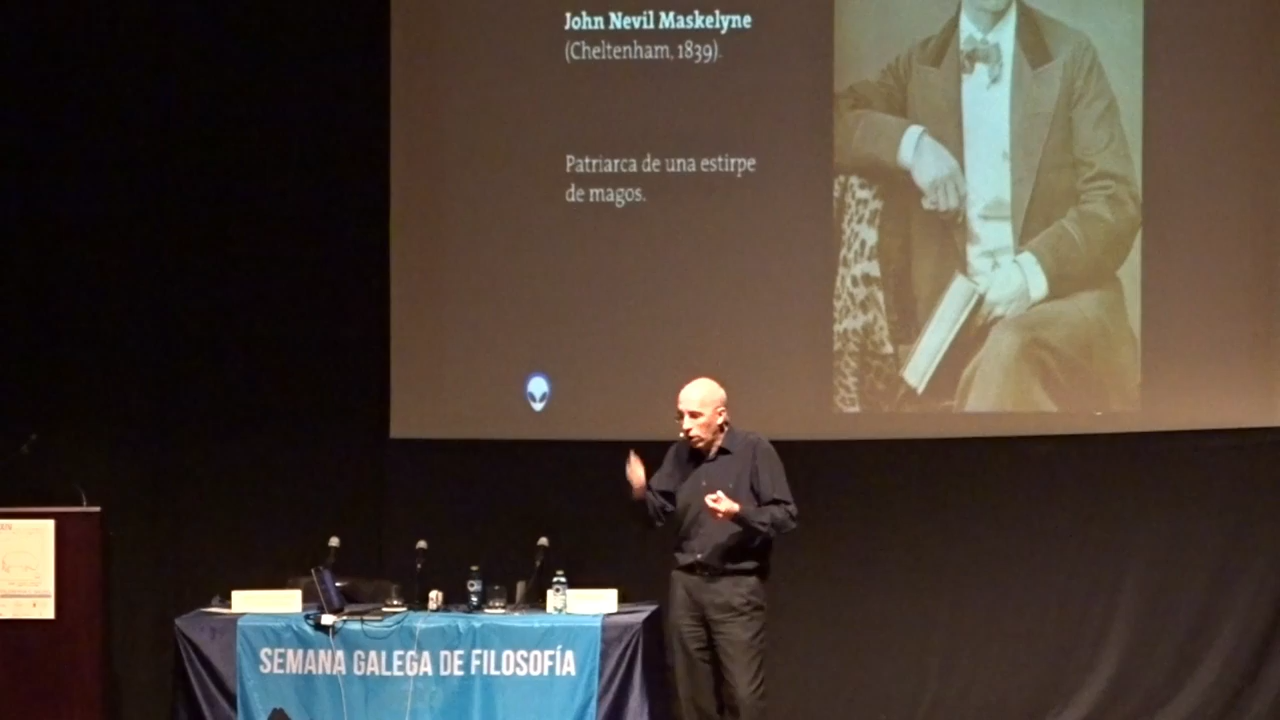 John Nevil Maskelyne
(Cheltenham, 1839).
Patriarca de una estirpe
de magos.
SEMANA GALEGA DE FILOSOFÍA